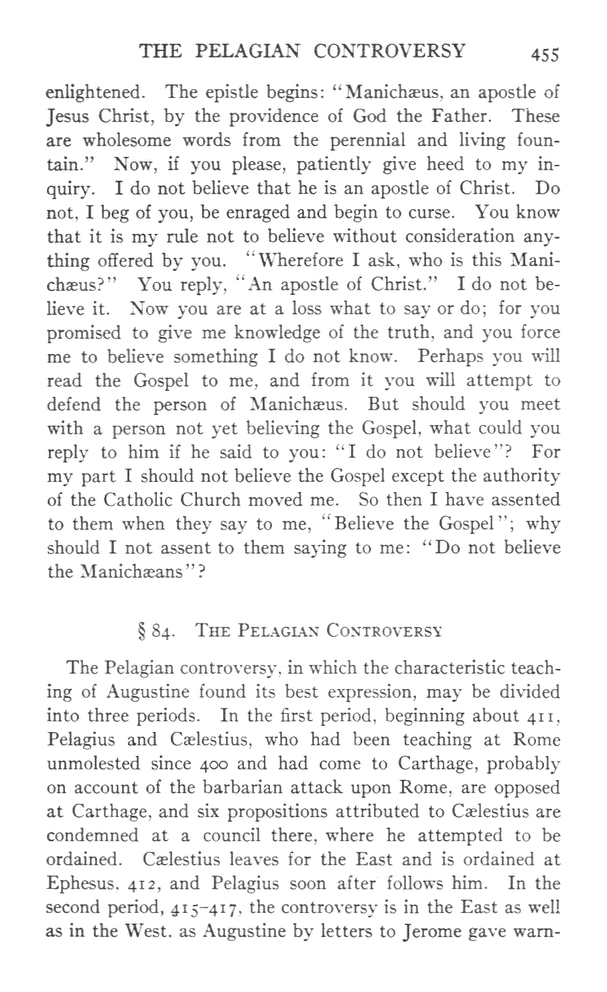 THE PELAGIAN CONTROVERSY 455
enlightened. The epistle begins: "Manichæus, an apostle of
Jesus Christ, by the providence of God the Father. These
are wholesome words from the perennial and living foun-
tain." Now, if you please, patiently give heed to my in-
quiry. I do not believe that he is an apostle of Christ. Do
not, I beg of you, be enraged and begin to curse. You know
that it is my rule not to believe without consideration any-
thing offered by you. "Wherefore I ask, who is this Mani-
chæus?" You reply, "An apostle of Christ." I do not be-
lieve it. Now you are at a loss what to say or do; for you
promised to give me knowledge of the truth, and you force
me to believe something I do not know. Perhaps you will
read the Gospel to me, and from it you will attempt to
defend the person of Manichæus. But should you meet
with a person not yet believing the Gospel, what could you
reply to him if he said to you: "I do not believe"? For
my part I should not believe the Gospel except the authority
of the Catholic Church moved me. So then I have assented
to them when they say to me, "Believe the Gospel"; why
should I not assent to them saying to me: "Do not believe
the Manichæans"?
§ 84. THE PELAGIAN CONTROVERSY
The Pelagian controversy, in which the characteristic teach-
ing of Augustine found its best expression, may be divided
into three periods. In the first period, beginning about 411,
Pelagius and Cælestius, who had been teaching at Rome
unmolested since 400 and had come to Carthage, probably
on account of the barbarian attack upon Rome, are opposed
at Carthage, and six propositions attributed to Cælestius are
condemned at a council there, where he attempted to be
ordained. Cælestius leaves for the East and is ordained at
Ephesus, 412, and Pelagius soon after follows him. In the
second period, 415–417, the controversy is in the East as well
as in the West, as Augustine by letters to Jerome gave warn-